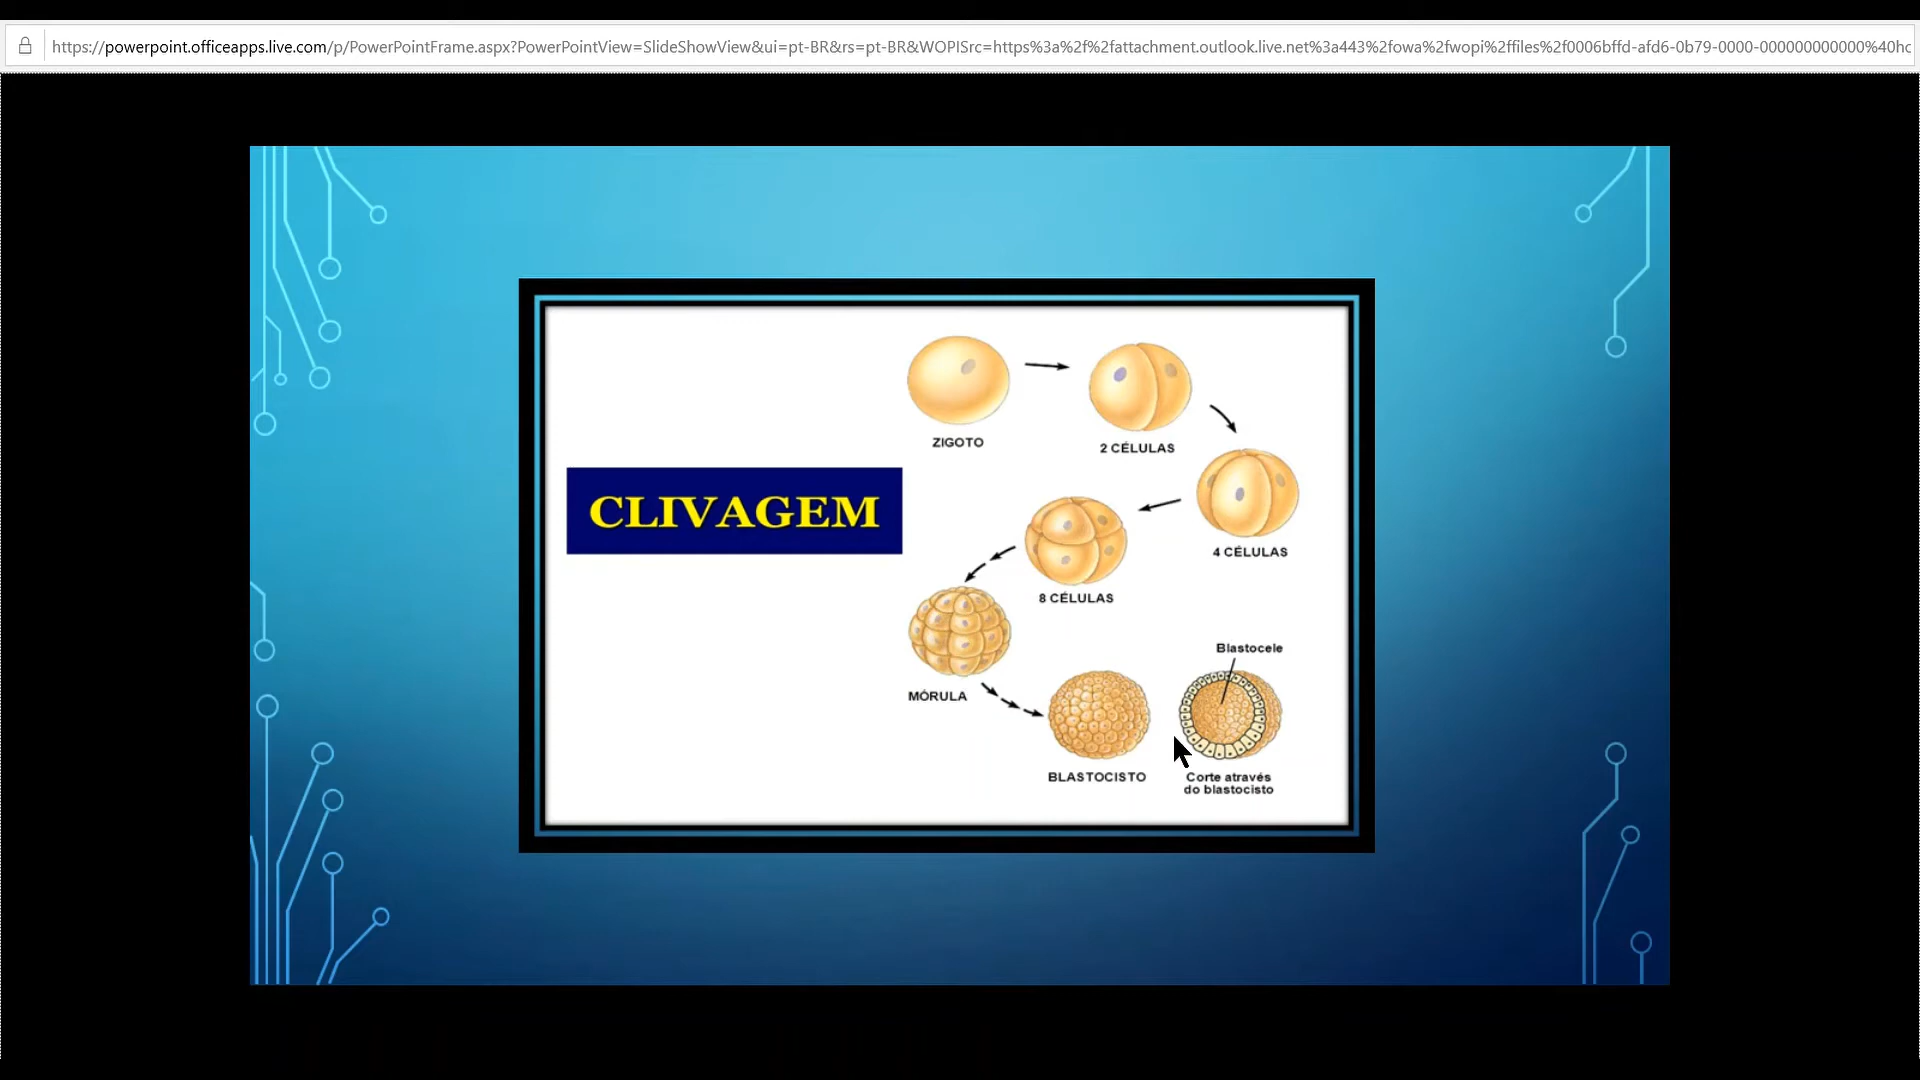 https://powerpoint.officeapps.live.com/p/PowerPointFrame.aspx?PowerPointView=SlideShowView&ui=pt-BR&rs=pt-BR&WOPISrc=https%3a%2f%2fattachment.outlook.live.net%3a443%2fowa%2fwopi%2ffiles%2f0006bffd-afd6-0b79-0000-000000000000%40hc
ZIGOTO
2 CÉLULAS
CLIVAGEM
4 CÉLULAS
8 CÉLULAS
Blastocele
MÓRULA
BLASTOCISTO
Corte através
do blastocisto